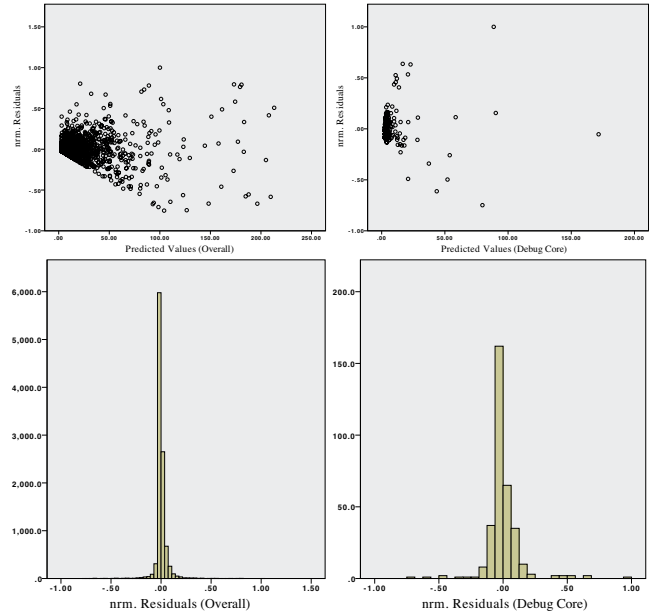 1.50
1.00
.50
.00
-.50
-1.00
nrm. Residuals
.00 50.00 100.00 150.00 200.00 250.00
Predicted Values (Overall)
1.00
.50
.00
-.50
-1.00
nrm. Residuals
.00 50.00 100.00 150.00 200.00
Predicted Values (Debug Core)
6,000.0
5,000.0
4,000.0
3,000.0
2,000.0
1,000.0
.0
-1.00 -.50 .00 .50 1.00 1.50
nrm. Residuals (Overall)
200.0
150.0
100.0
50.0
.0
-1.00 -.50 .00 .50 1.00
nrm. Residuals (Debug Core)